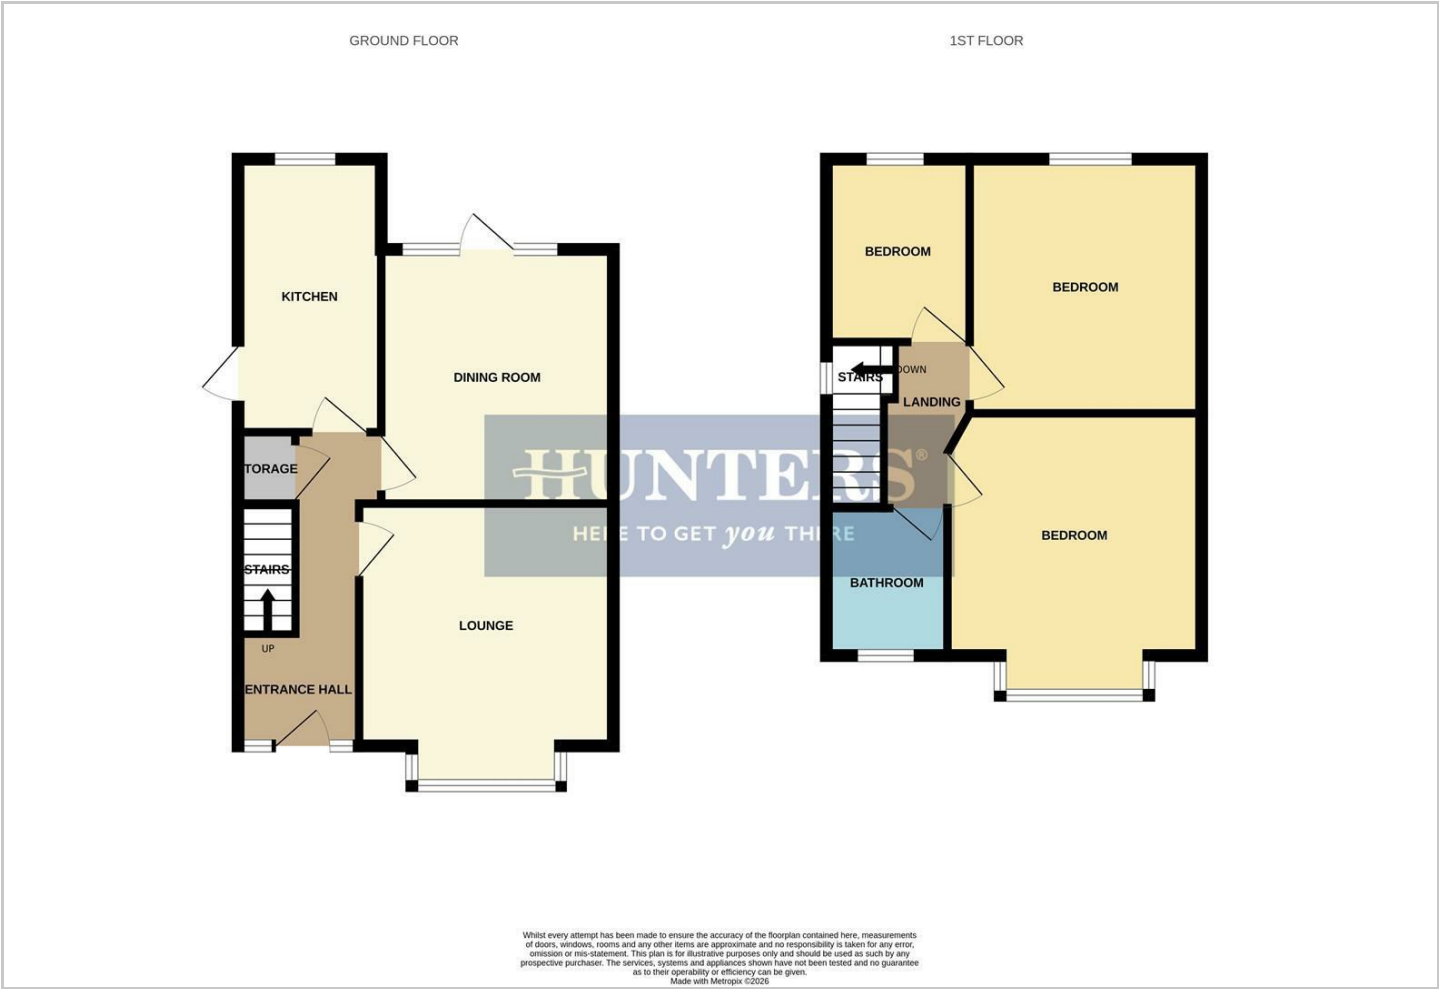 GROUND FLOOR
1ST FLOOR
KITCHEN
DINING ROOM
TORAGE
STAIRS
UP
ENTRANCE HALL
LOUNGE
BEDROOM
BEDROOM
STAIRS
DOWN
LANDING
BEDROOM
BATHROOM
HUNTERS®
HERE TO GET you THERE
Whilst every attempt has been made to ensure the accuracy of the floorplan contained here, measurements
of doors, windows, rooms and any other items are approximate and no responsibility is taken for any error,
omission or mis-statement. This plan is for illustrative purposes only and should be used as such by any
prospective purchaser. The services, systems and appliances shown have not been tested and no guarantee
as to their operability or efficiency can be given.
Made with Metropix ©2026